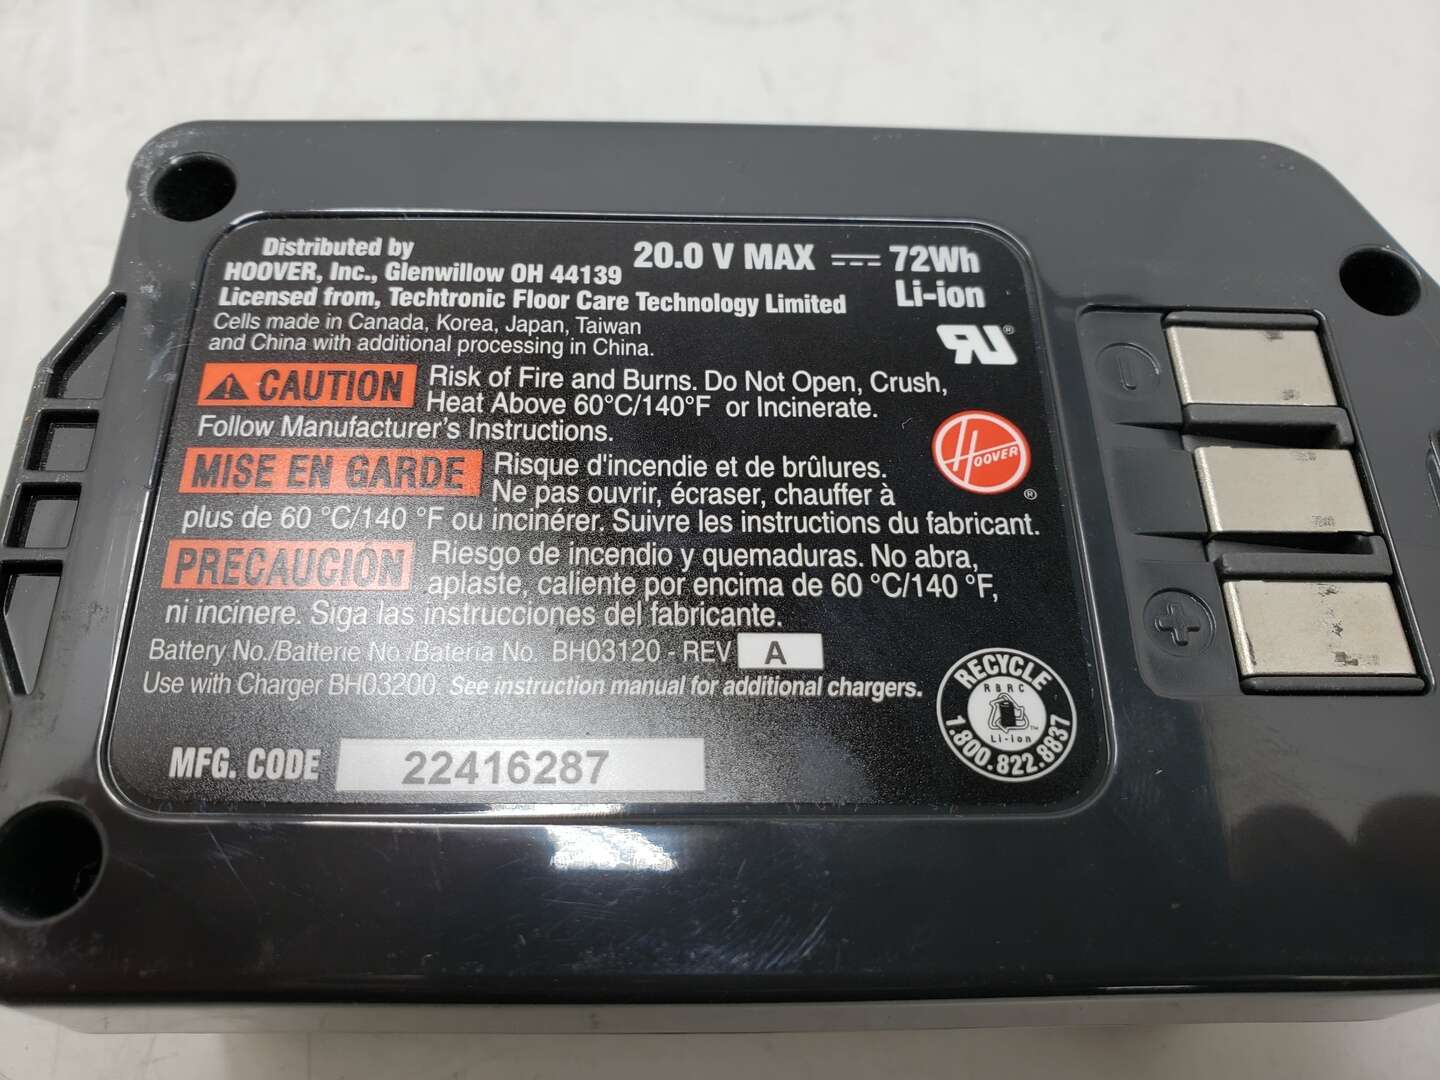 Distributed by
HOOVER, Inc., Glenwillow OH 44139
Licensed from, Techtronic Floor Care Technology Limited
20.0 V MAX ⎓ 72Wh
Li-ion
Cells made in Canada, Korea, Japan, Taiwan
and China with additional processing in China.
RU®
⚠ CAUTION Risk of Fire and Burns. Do Not Open, Crush,
Heat Above 60°C/140°F or Incinerate.
Follow Manufacturer's Instructions.
HOOVER®
MISE EN GARDE Risque d'incendie et de brûlures.
Ne pas ouvrir, écraser, chauffer à
plus de 60 °C/140 °F ou incinérer. Suivre les instructions du fabricant.
PRECAUCIÓN Riesgo de incendio y quemaduras. No abra,
aplaste, caliente por encima de 60 °C/140 °F,
ni incinere. Siga las instrucciones del fabricante.
Battery No./Batterie No./Bateria No. BH03120 - REV A
Use with Charger BH03200. See instruction manual for additional chargers.
MFG. CODE 22416287
RECYCLE
RBRC
Li-ion
1.800.822.8837
−
+